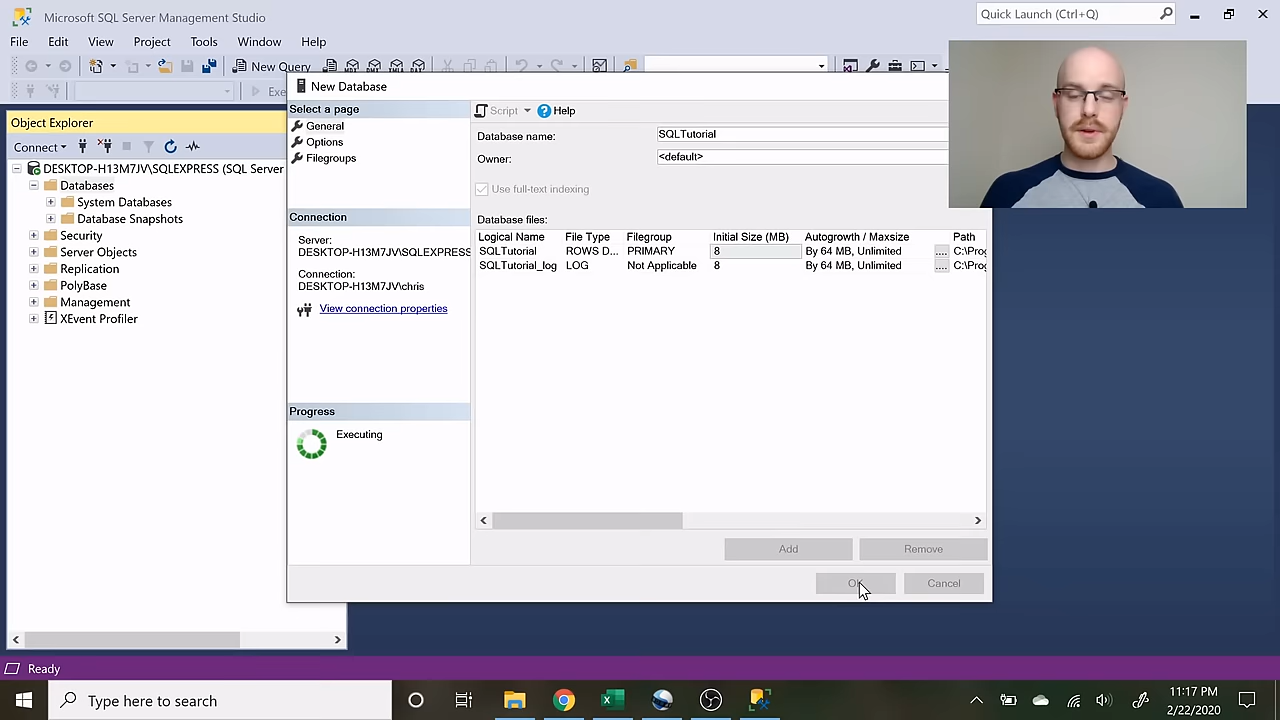 Microsoft SQL Server Management Studio
Quick Launch (Ctrl+Q)
File Edit View Project Tools Window Help
New Query
Exe
Object Explorer
Connect
DESKTOP-H13M7JV\SQLEXPRESS (SQL Server
Databases
System Databases
Database Snapshots
Security
Server Objects
Replication
PolyBase
Management
XEvent Profiler
New Database
Select a page
General
Options
Filegroups
Connection
Server:
DESKTOP-H13M7JV\SQLEXPRESS
Connection:
DESKTOP-H13M7JV\chris
View connection properties
Progress
Executing
Script Help
Database name: SQLTutorial
Owner: <default>
Use full-text indexing
Database files:
Logical Name File Type Filegroup Initial Size (MB) Autogrowth / Maxsize Path
SQLTutorial ROWS D... PRIMARY 8 By 64 MB, Unlimited ... C:\Prog
SQLTutorial_log LOG Not Applicable 8 By 64 MB, Unlimited ... C:\Prog
Add Remove
OK Cancel
Ready
Type here to search
11:17 PM
2/22/2020